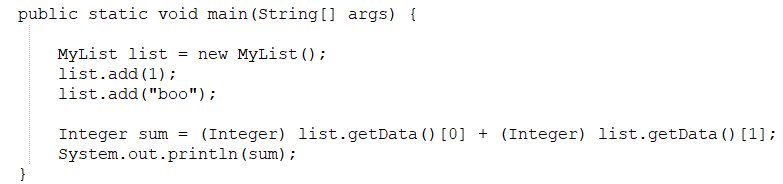 public static void main(String[] args) {
MyList list = new MyList();
list.add(1);
list.add("boo");
Integer sum = (Integer) list.getData()[0] + (Integer) list.getData()[1];
System.out.println(sum);
}